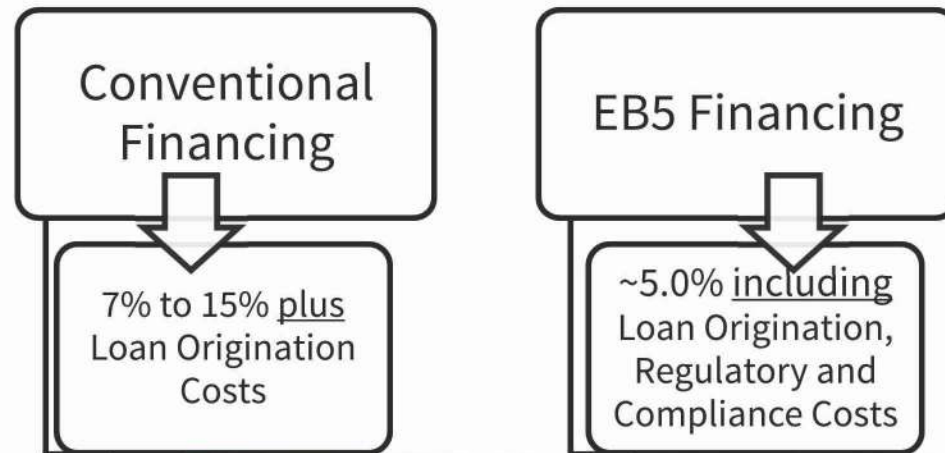 Conventional
Financing
7% to 15% plus
Loan Origination
Costs
EB5 Financing
~5.0% including
Loan Origination,
Regulatory and
Compliance Costs